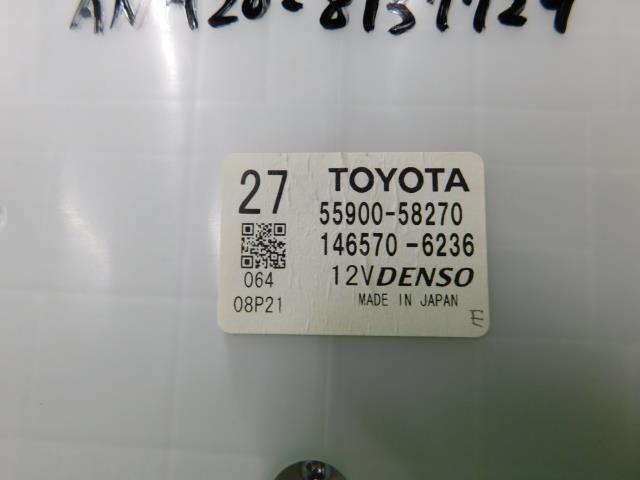 27 TOYOTA
55900-58270
146570-6236
064 12V DENSO
08P21 MADE IN JAPAN
E